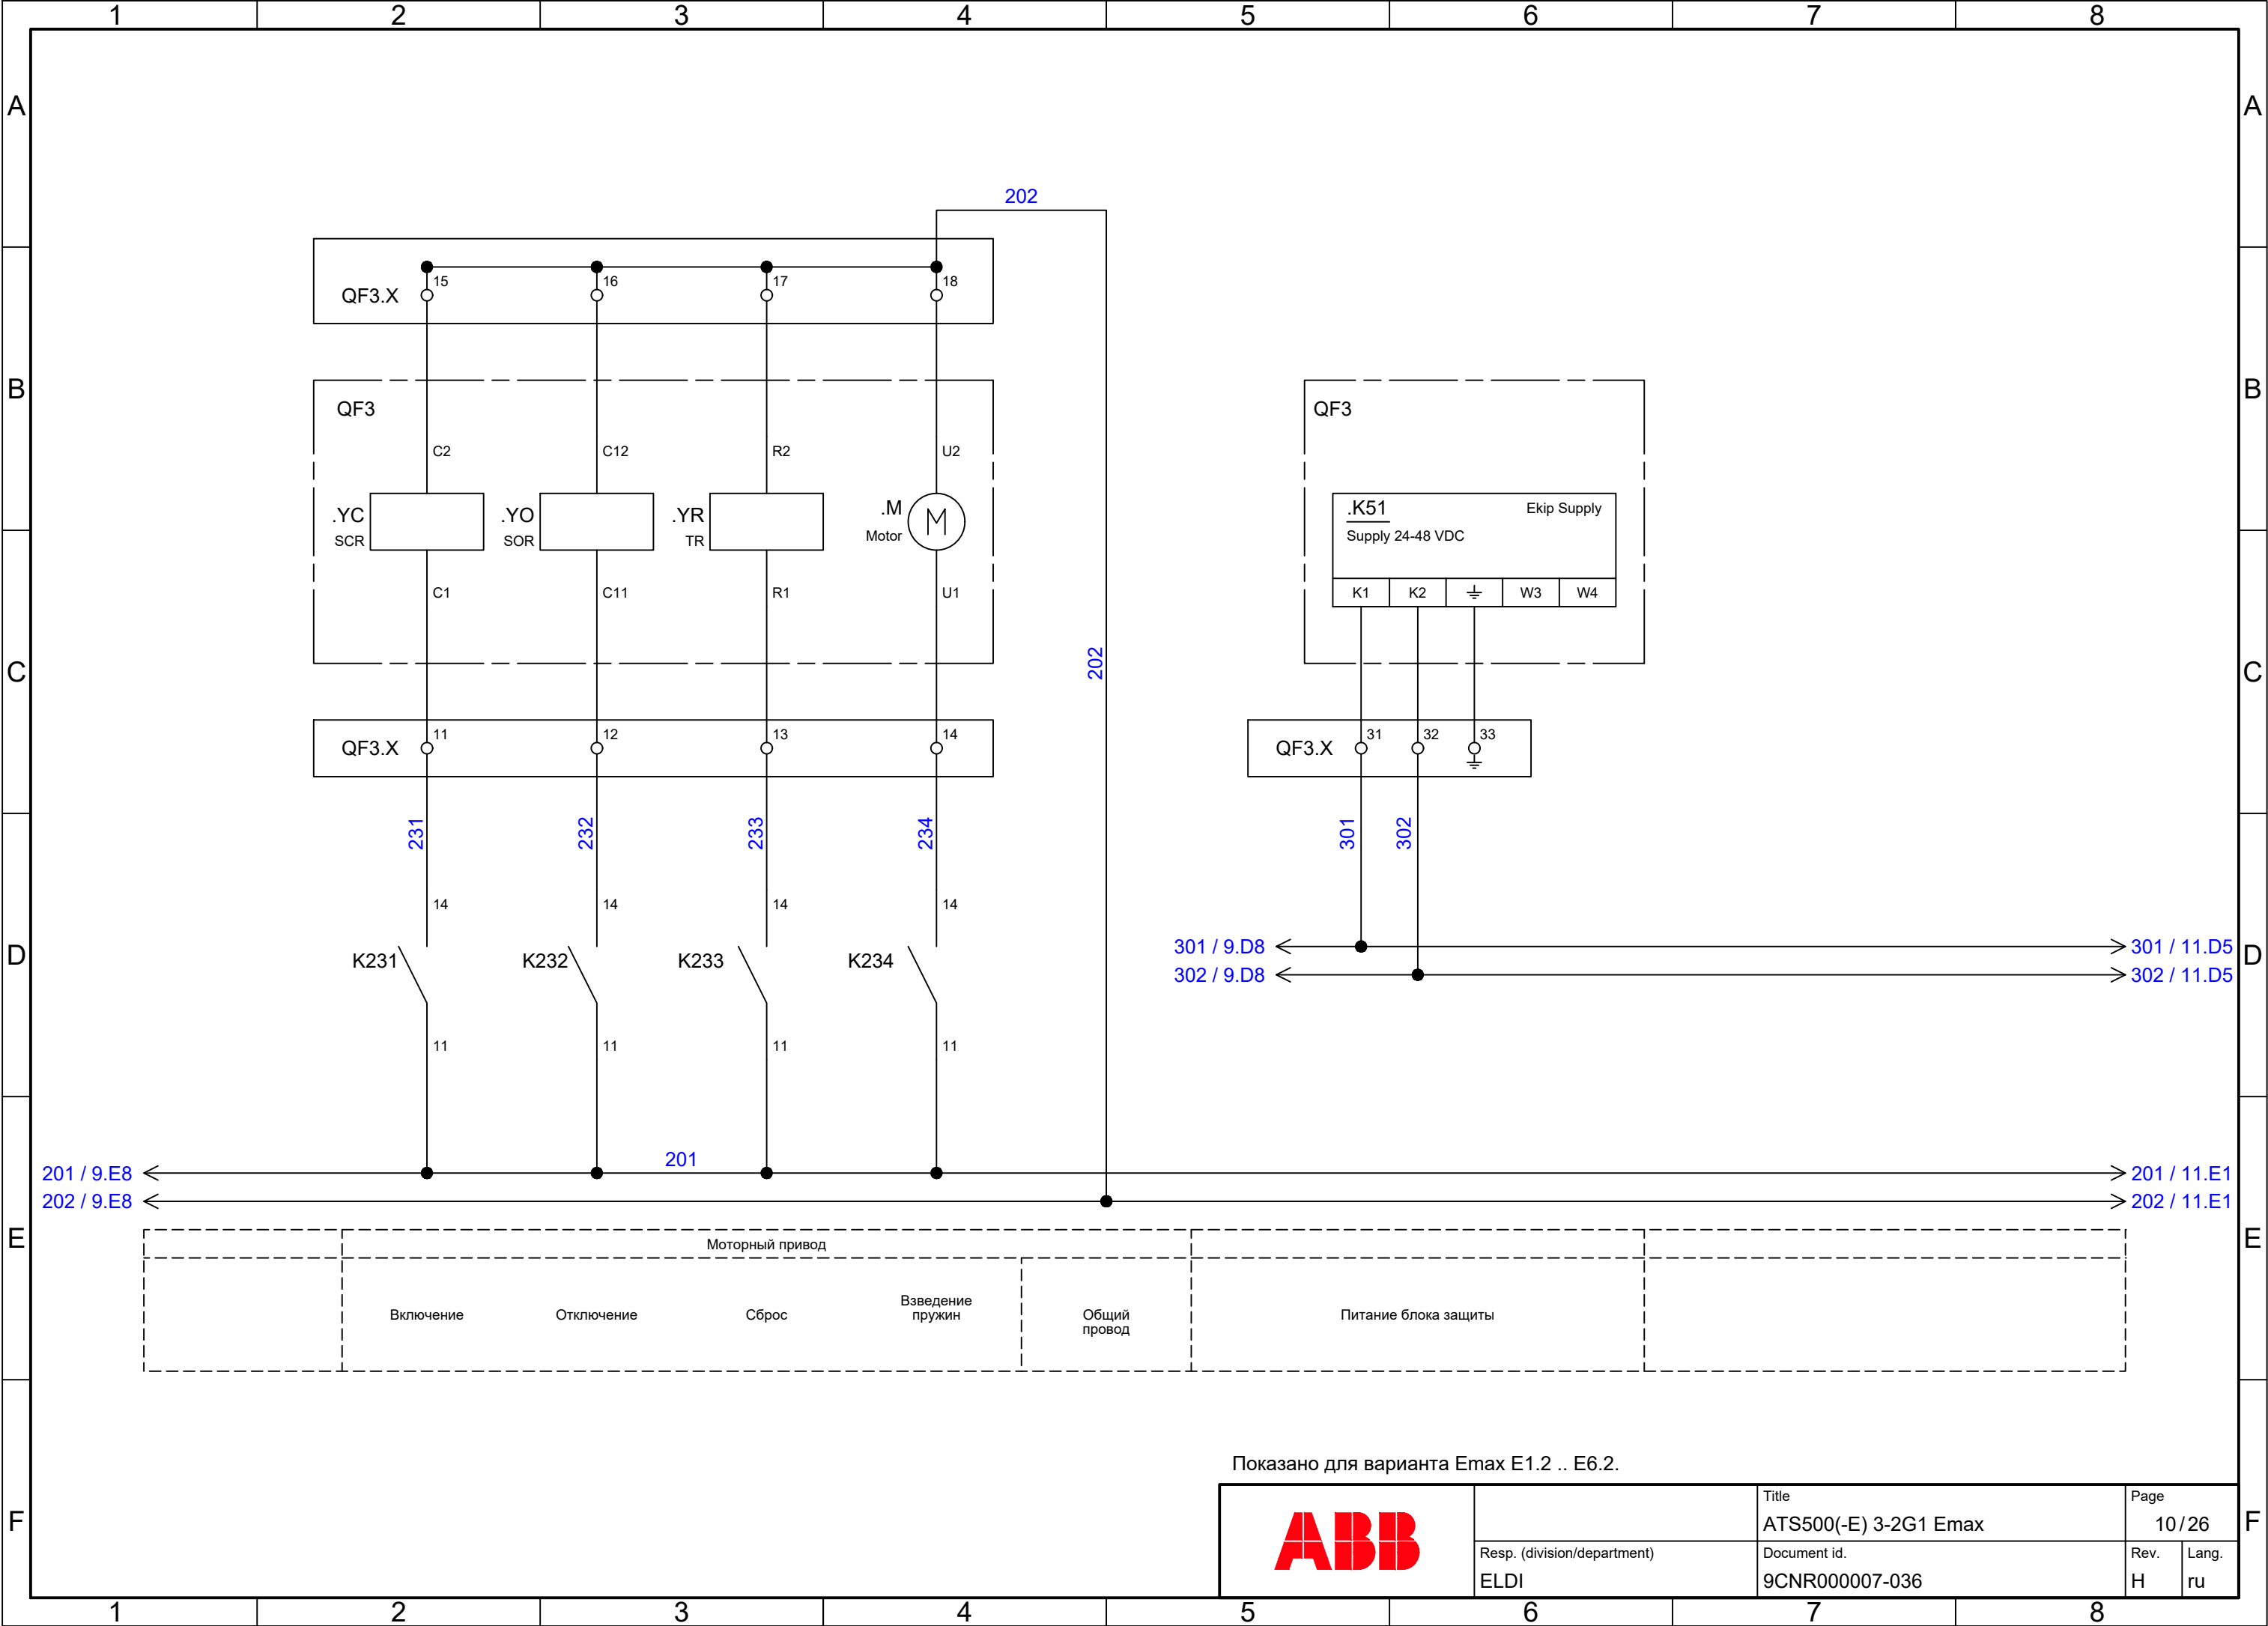 1 2 3 4 5 6 7 8
A A
202
15 16 17 18
QF3.X
B B
QF3 QF3
C2 C12 R2 U2
.YC
SCR
.YO
SOR
.YR
TR
.M
Motor
M
.K51 Ekip Supply
Supply 24-48 VDC
K1 K2 W3 W4
C1 C11 R1 U1
202
C C
QF3.X 11 12 13 14
QF3.X 31 32 33
231 232 233 234 301 302
14 14 14 14
D D
K231 K232 K233 K234
301 / 9.D8 301 / 11.D5
302 / 9.D8 302 / 11.D5
11 11 11 11
201
201 / 9.E8 201 / 11.E1
202 / 9.E8 202 / 11.E1
E E
Моторный привод
Включение
Отключение
Сброс
Взведение
пружин
Общий
провод
Питание блока защиты
Показано для варианта Emax E1.2 .. E6.2.
F F
ABB
Title
ATS500(-E) 3-2G1 Emax
Page
10/26
Resp. (division/department)
ELDI
Document id.
9CNR000007-036
Rev.
H
Lang.
ru
1 2 3 4 5 6 7 8